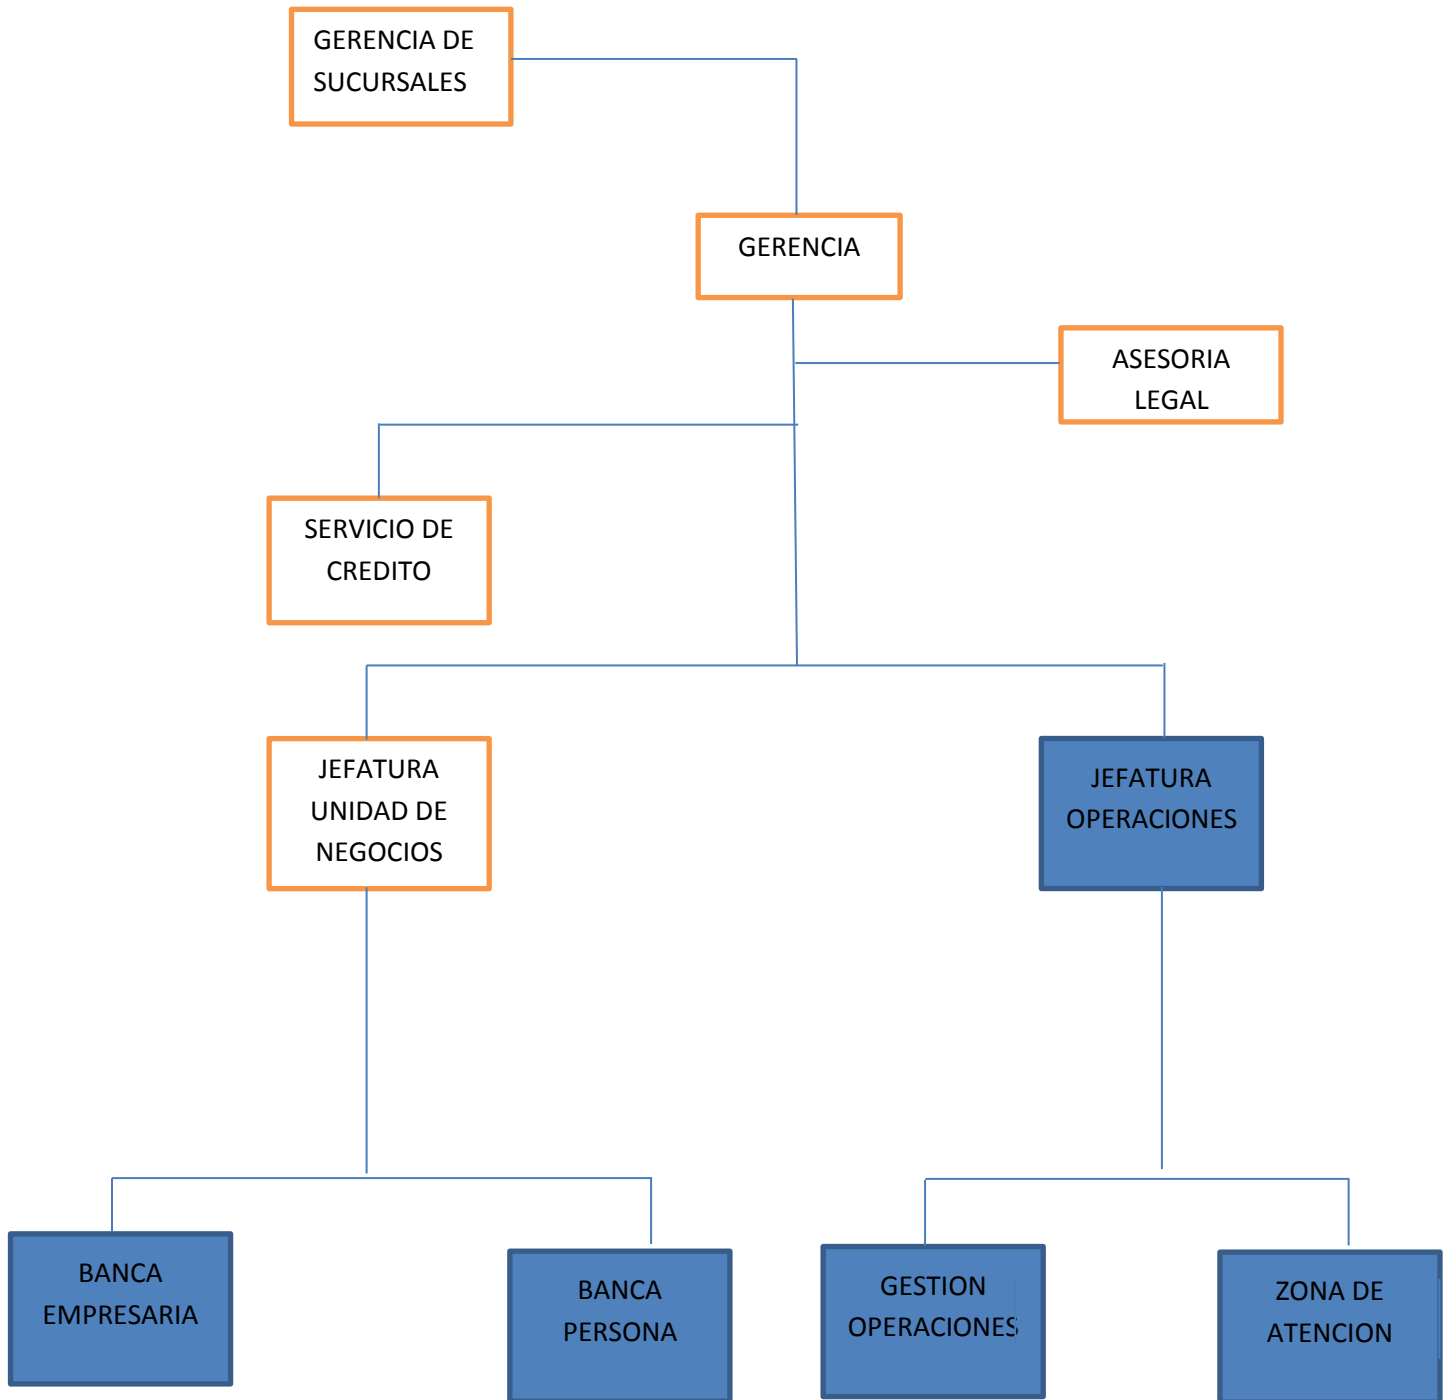 GERENCIA DE
SUCURSALES
GERENCIA
ASESORIA
LEGAL
SERVICIO DE
CREDITO
JEFATURA
UNIDAD DE
NEGOCIOS
JEFATURA
OPERACIONES
BANCA
EMPRESARIA
BANCA
PERSONA
GESTION
OPERACIONES
ZONA DE
ATENCION